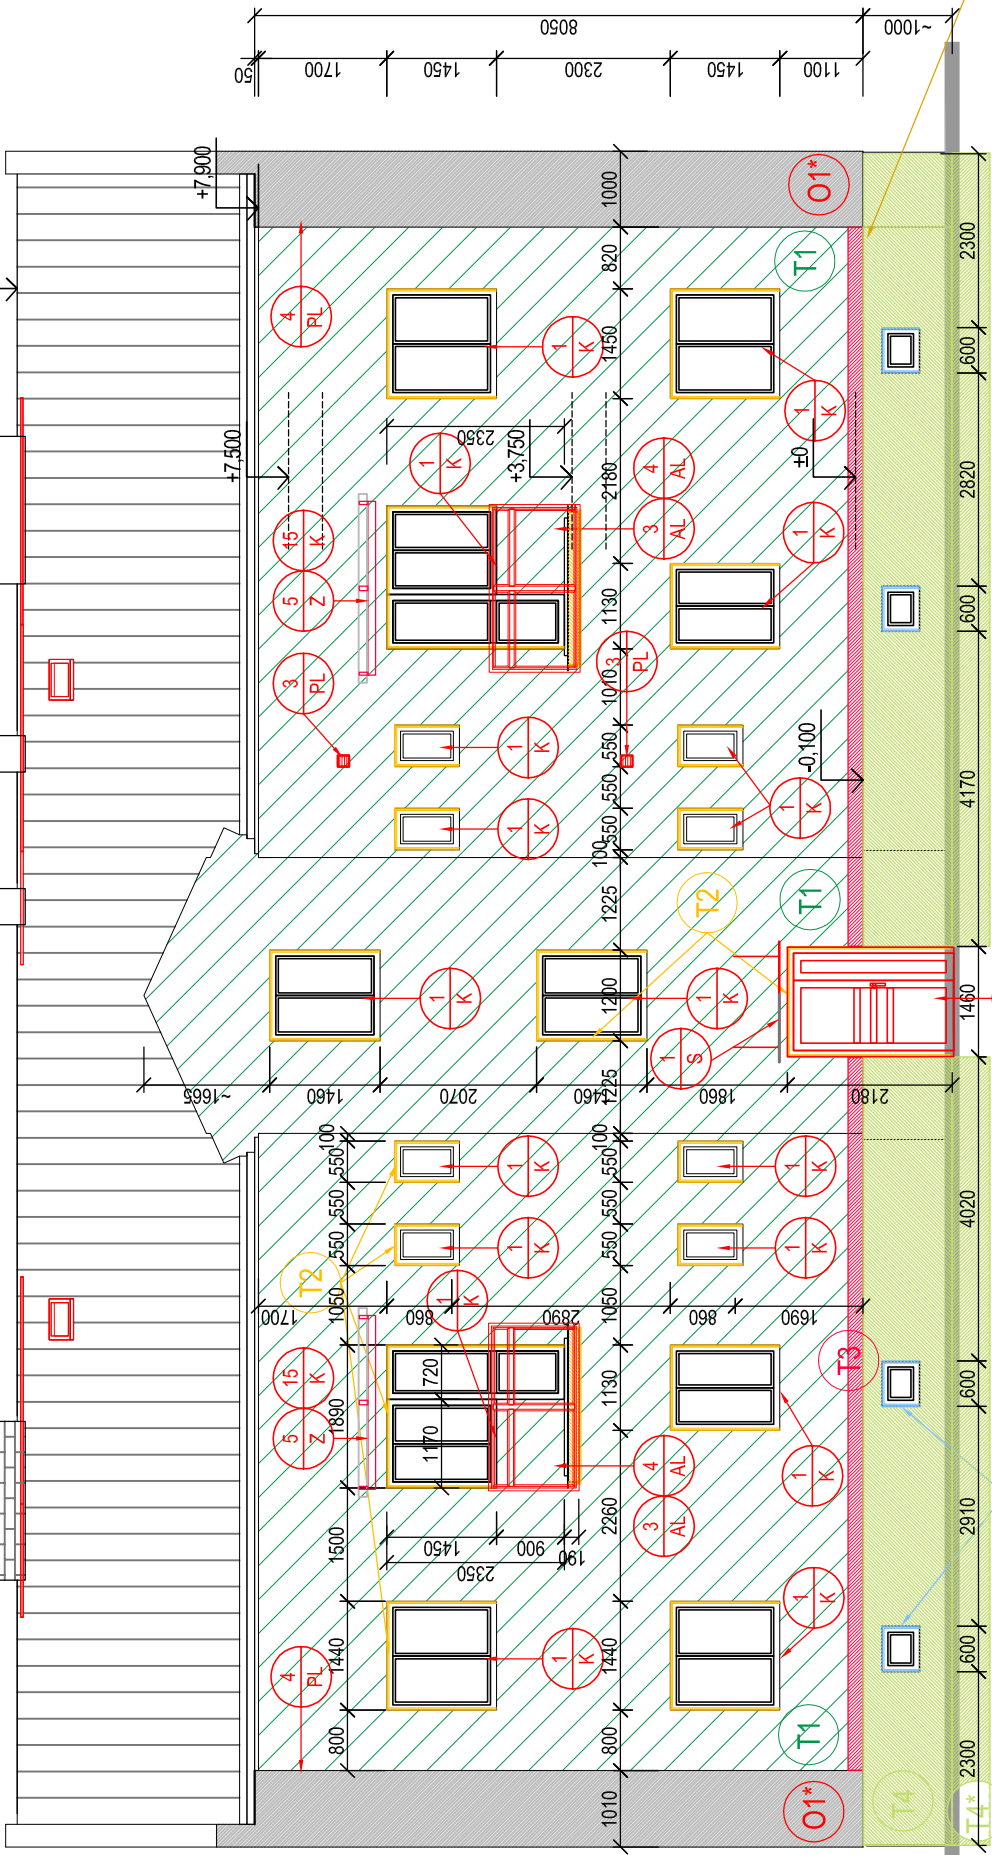 8050
~1000
50
1700
1450
2300
1450
1100
+7,900
1000
O1*
820
T1
2300
4
PL
1
K
1450
600
1
K
2350
+7,500
1
K
+3,750
2180
4
AL
±0
2820
15
K
3
AL
1
K
5
Z
1130
600
3
PL
3
PL
1010
1
K
550
-0,100
550
4170
1
K
1
K
550
100
T2
T1
1225
1
K
1200
1
K
1460
1
S
~1665
1460
2070
1460
1225
1860
2180
100
100
550
1
K
1
K
550
550
4020
550
1
K
550
1
K
T2
1
K
1700
1050
860
2890
1050
860
1690
T3
15
K
720
1130
600
5
Z
1890
1170
4
AL
1
K
3
AL
2260
2910
1500
1450
900
190
2350
1
K
4
PL
1440
1
K
1440
600
800
800
T1
2300
1010
O1*
T4
T4*